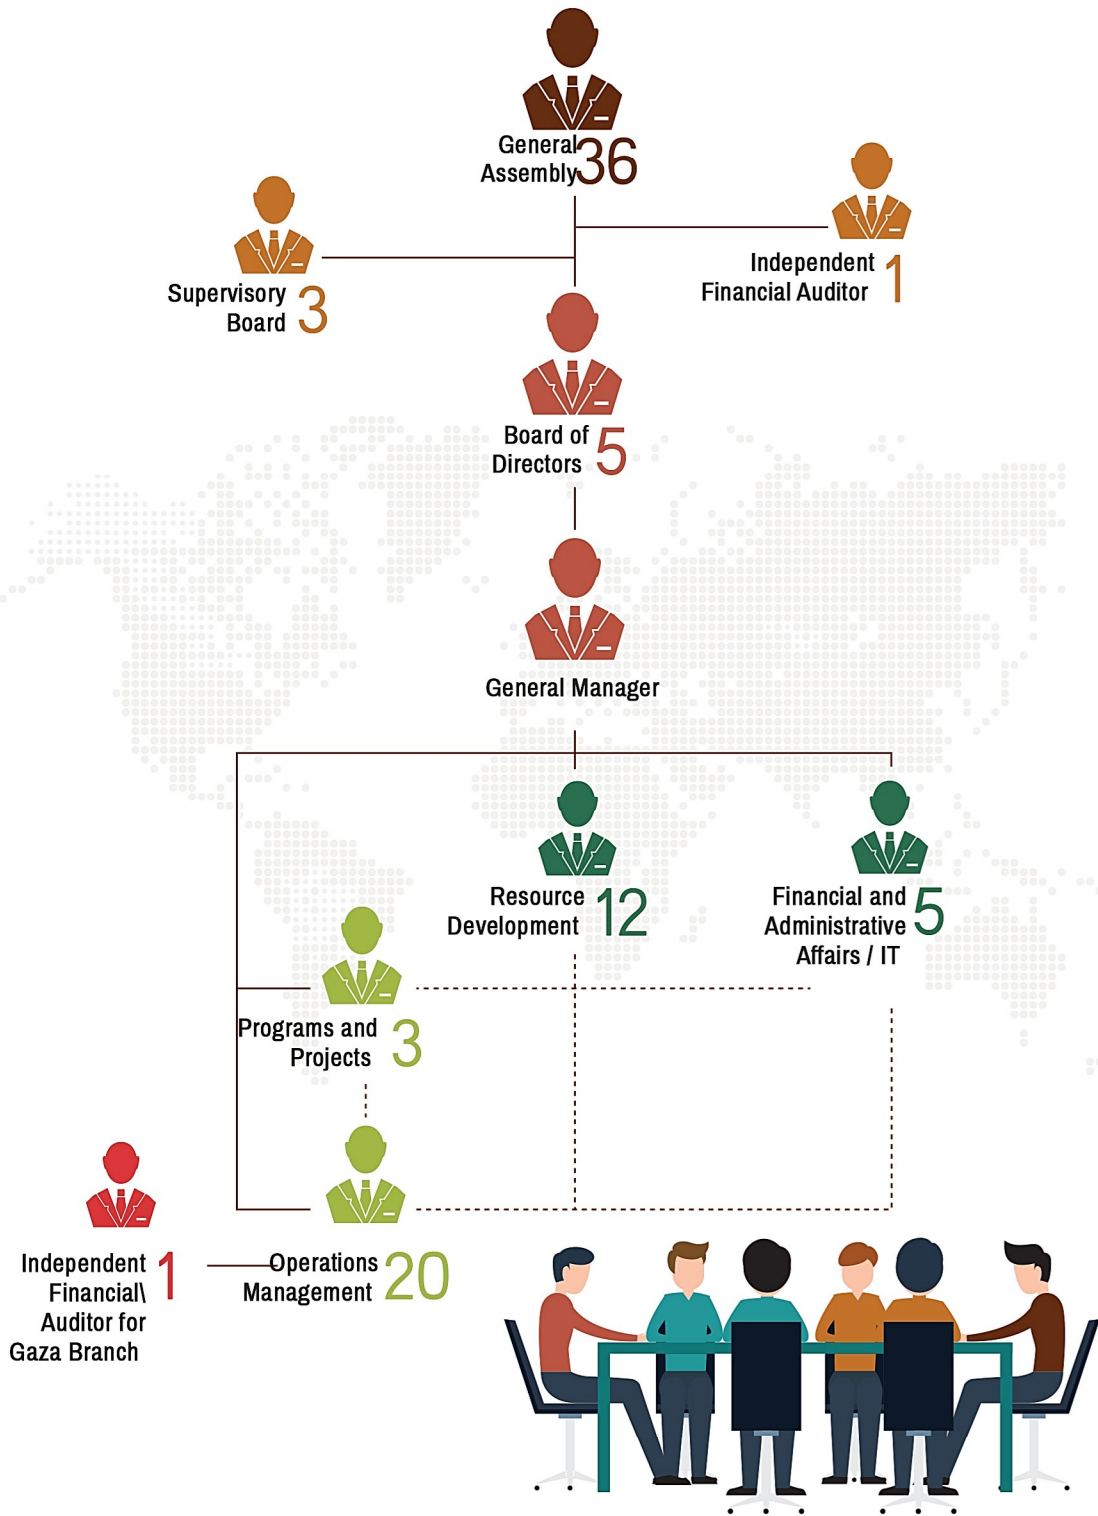 General
Assembly
36
Independent
Financial Auditor
1
Supervisory
Board
3
Board of
Directors
5
General Manager
Resource
Development
12
Financial and
Administrative
Affairs / IT
5
Programs and
Projects
3
Independent
Financial\
Auditor for
Gaza Branch
1
Operations
Management
20